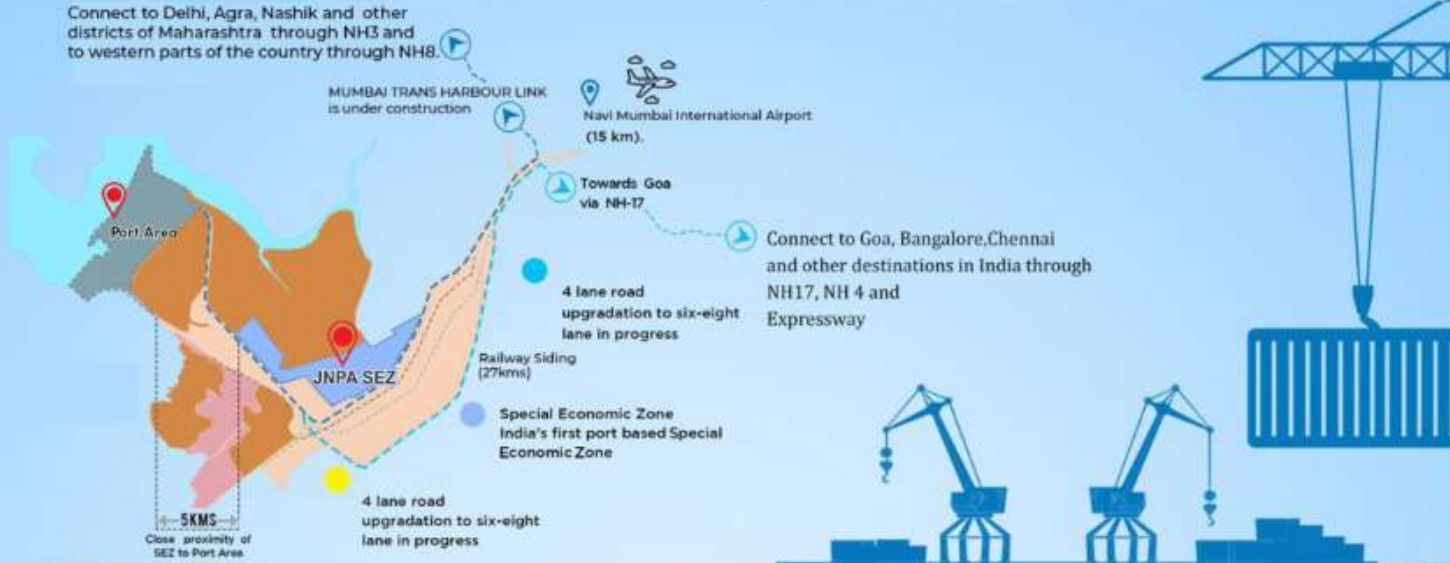 Connect to Delhi, Agra, Nashik and other
districts of Maharashtra through NH3 and
to western parts of the country through NH8.
MUMBAI TRANS HARBOUR LINK
is under construction
Navi Mumbai International Airport
(15 km).
Towards Goa
via NH-17
Port Area
Connect to Goa, Bangalore,Chennai
and other destinations in India through
NH17, NH 4 and
Expressway
4 lane road
upgradation to six-eight
lane in progress
Railway Siding
(27kms)
JNPA SEZ
Special Economic Zone
India's first port based Special
Economic Zone
4 lane road
upgradation to six-eight
lane in progress
5KMS
Close proximity of
SEZ to Port Area